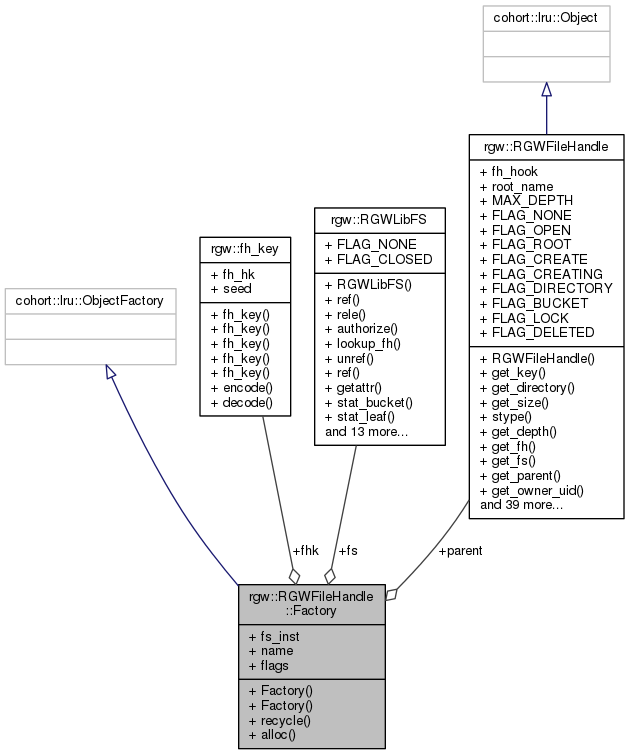 cohort::lru::Object
rgw::RGWFileHandle
+ fh_hook
+ root_name
+ MAX_DEPTH
+ FLAG_NONE
+ FLAG_OPEN
+ FLAG_ROOT
+ FLAG_CREATE
+ FLAG_CREATING
+ FLAG_DIRECTORY
+ FLAG_BUCKET
+ FLAG_LOCK
+ FLAG_DELETED
+ RGWFileHandle()
+ get_key()
+ get_directory()
+ get_size()
+ stype()
+ get_depth()
+ get_fh()
+ get_fs()
+ get_parent()
+ get_owner_uid()
and 39 more...
rgw::RGWLibFS
+ FLAG_NONE
+ FLAG_CLOSED
+ RGWLibFS()
+ ref()
+ rele()
+ authorize()
+ lookup_fh()
+ unref()
+ ref()
+ getattr()
+ stat_bucket()
+ stat_leaf()
and 13 more...
rgw::fh_key
+ fh_hk
+ seed
+ fh_key()
+ fh_key()
+ fh_key()
+ fh_key()
+ fh_key()
+ encode()
+ decode()
cohort::lru::ObjectFactory
+fhk
+fs
+parent
rgw::RGWFileHandle
::Factory
+ fs_inst
+ name
+ flags
+ Factory()
+ Factory()
+ recycle()
+ alloc()